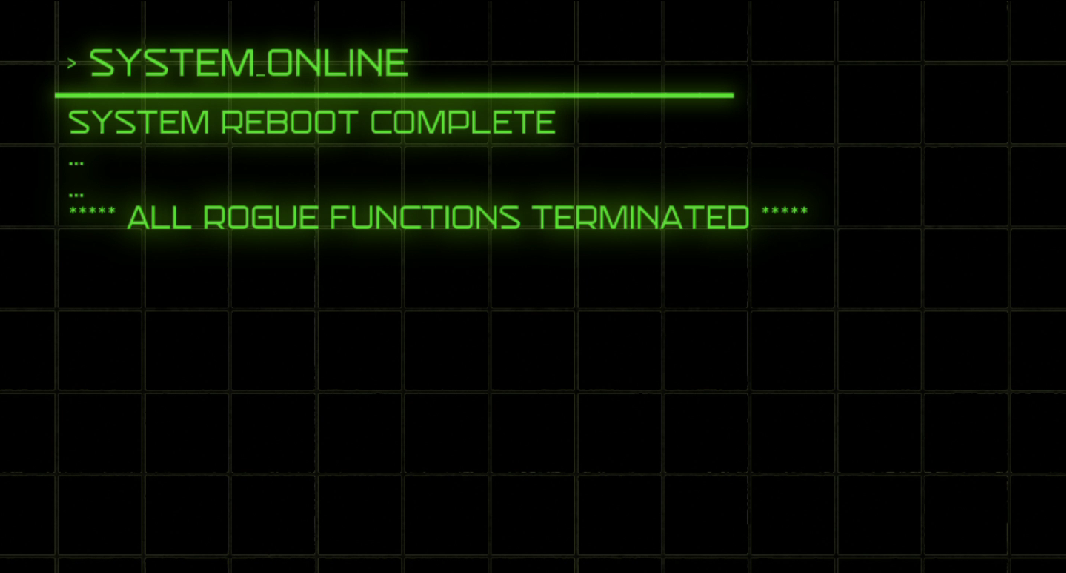 > SYSTEM_ONLINE
SYSTEM REBOOT COMPLETE
...
...
***** ALL ROGUE FUNCTIONS TERMINATED *****